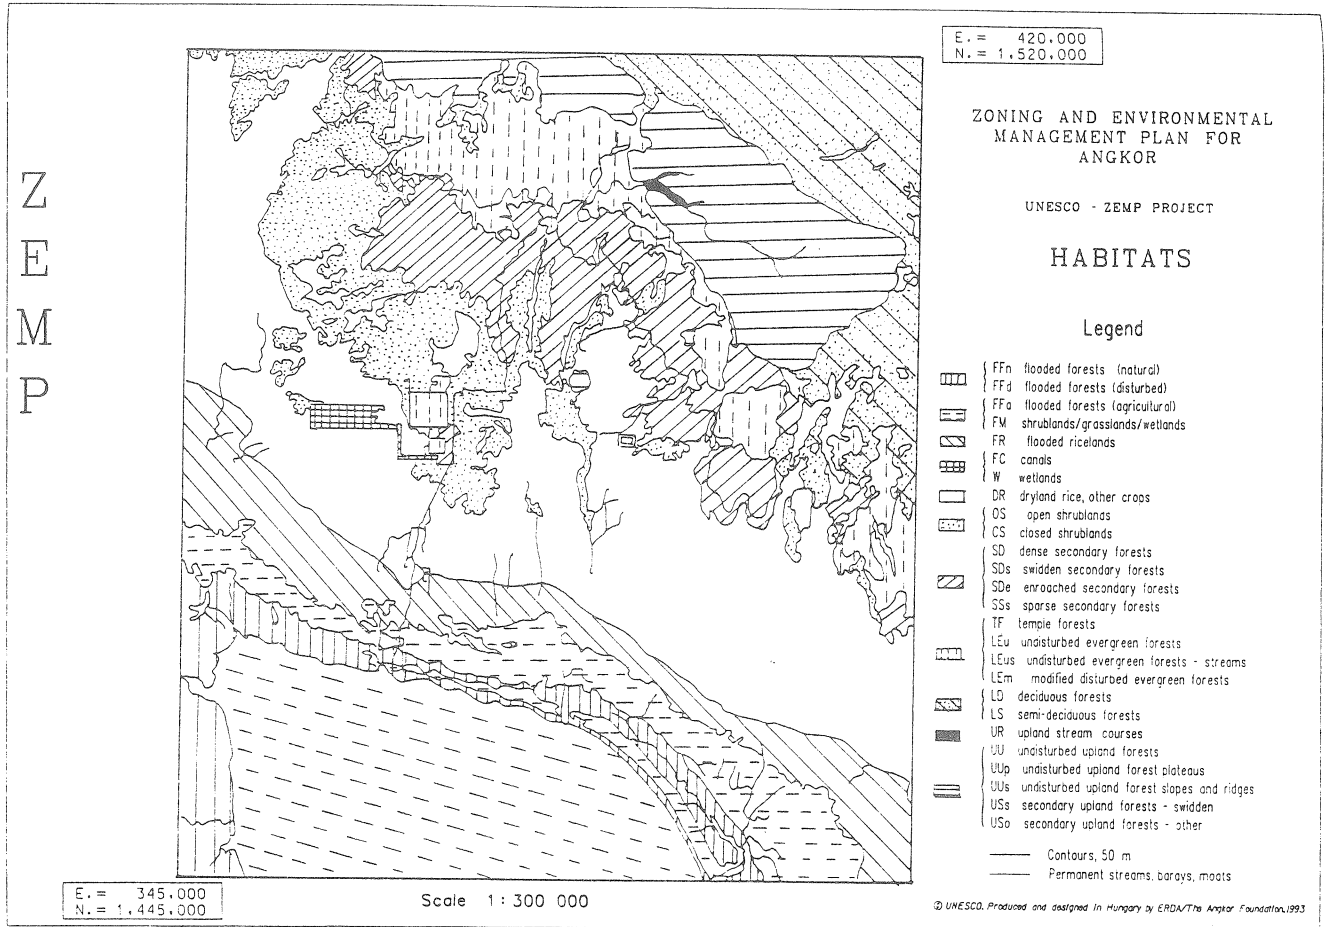 ZEMP
E. = 420,000
N. = 1,520,000
ZONING AND ENVIRONMENTAL
MANAGEMENT PLAN FOR
ANGKOR
UNESCO - ZEMP PROJECT
HABITATS
Legend
FFn flooded forests (natural)
FFd flooded forests (disturbed)
FFa flooded forests (agricultural)
FM shrublands/grasslands/wetlands
FR flooded ricelands
FC canals
W wetlands
DR dryland rice, other crops
OS open shrublands
CS closed shrublands
SD dense secondary forests
SDs swidden secondary forests
SDe enroached secondary forests
SSs sparse secondary forests
TF temple forests
LEu undisturbed evergreen forests
LEus undisturbed evergreen forests - streams
LEm modified disturbed evergreen forests
LD deciduous forests
LS semi-deciduous forests
UR upland stream courses
UU undisturbed upland forests
UUp undisturbed upland forest plateaus
UUs undisturbed upland forest slopes and ridges
USs secondary upland forests - swidden
USo secondary upland forests - other
Contours, 50 m
Permanent streams, barays, moats
E. = 345,000
N. = 1,445,000
Scale 1:300 000
© UNESCO. Produced and designed in Hungary by ERDA/The Angkor Foundation,1993